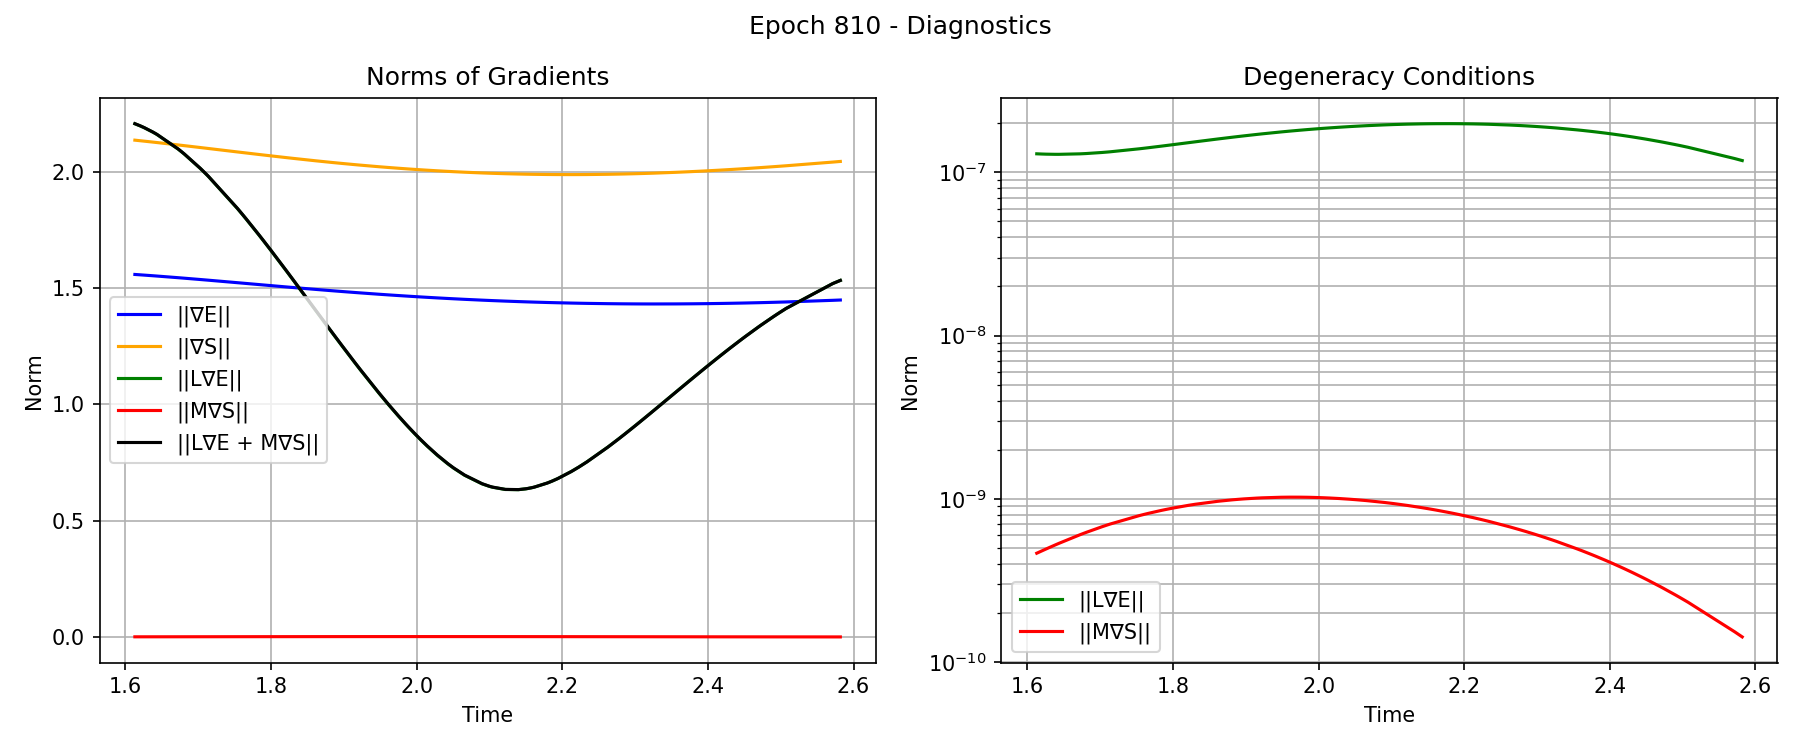 Epoch 810 - Diagnostics
Norms of Gradients
Norm
2.0
1.5
1.0
0.5
0.0
||∇E||
||∇S||
||L∇E||
||M∇S||
||L∇E + M∇S||
1.6 1.8 2.0 2.2 2.4 2.6
Time
Degeneracy Conditions
Norm
10⁻⁷
10⁻⁸
10⁻⁹
10⁻¹⁰
||L∇E||
||M∇S||
1.6 1.8 2.0 2.2 2.4 2.6
Time